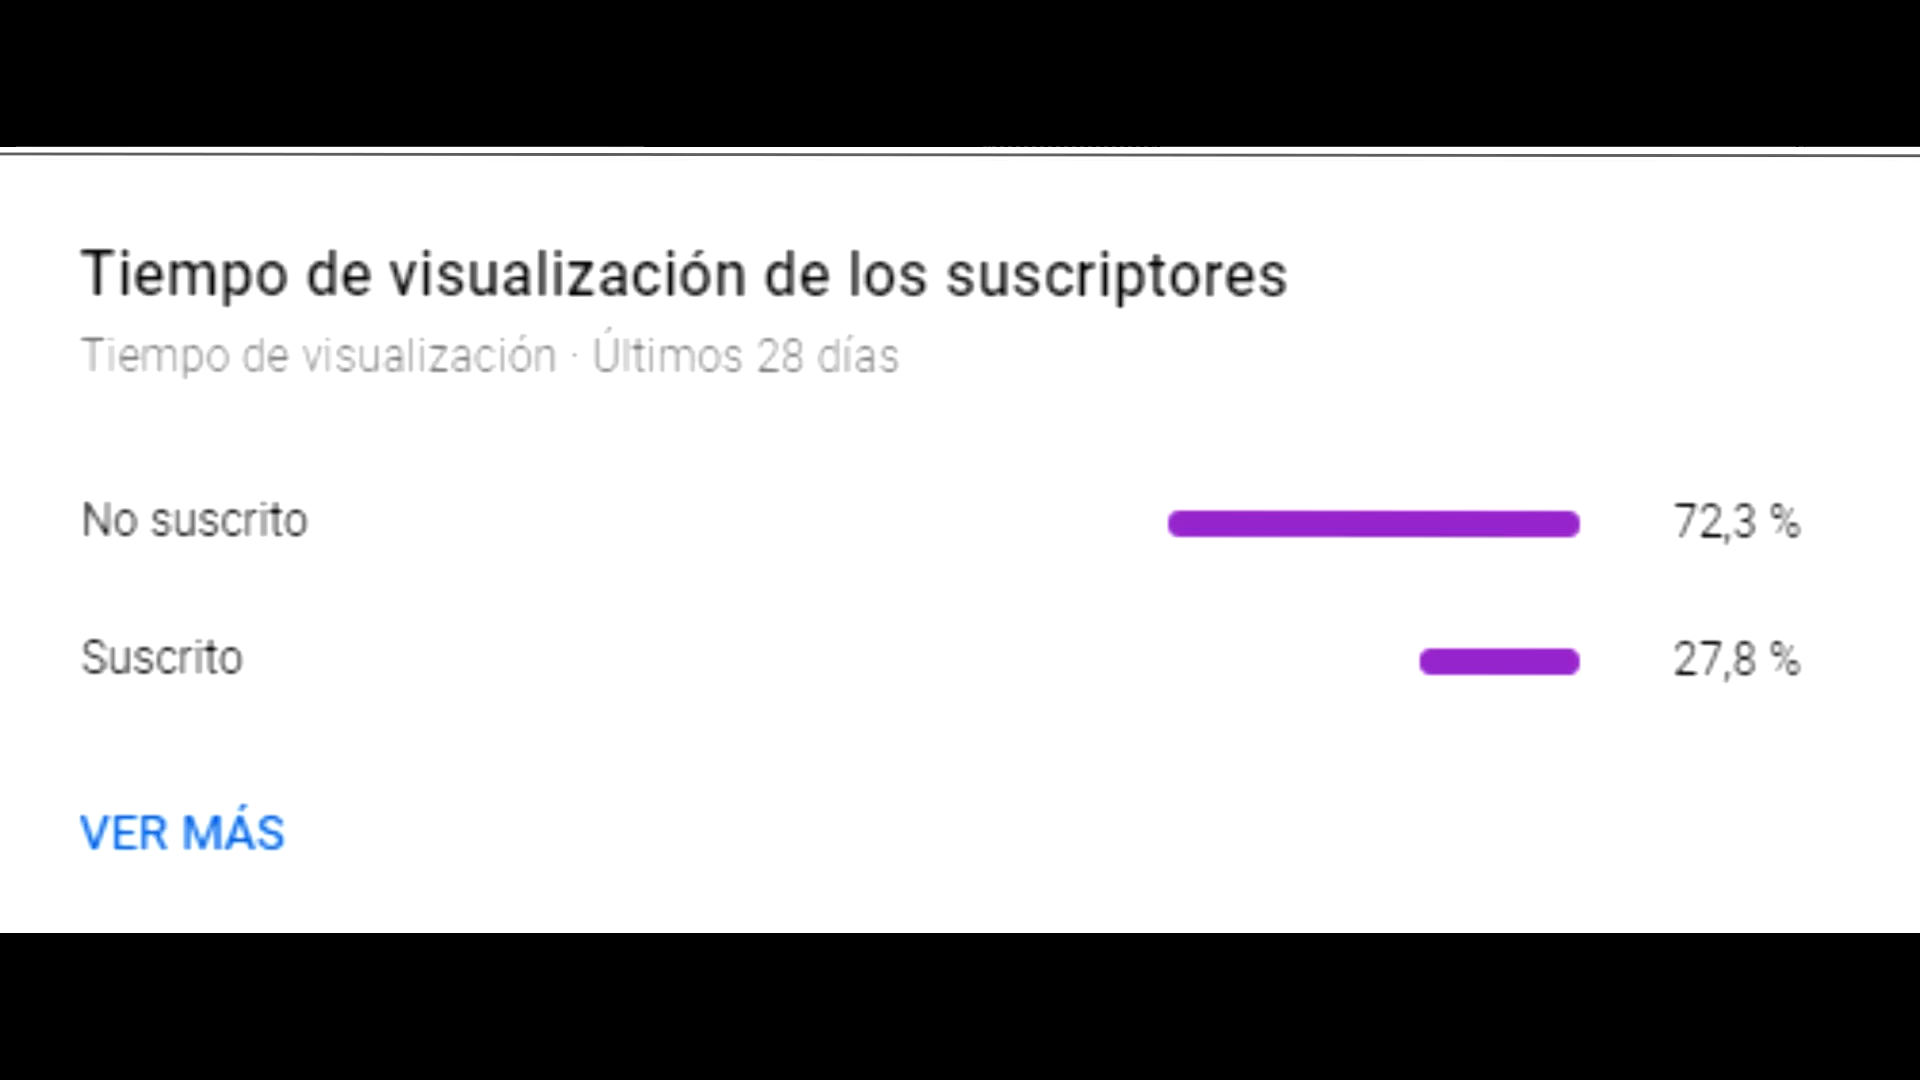 Tiempo de visualización de los suscriptores
Tiempo de visualización · Últimos 28 días
No suscrito 72,3 %
Suscrito 27,8 %
VER MÁS